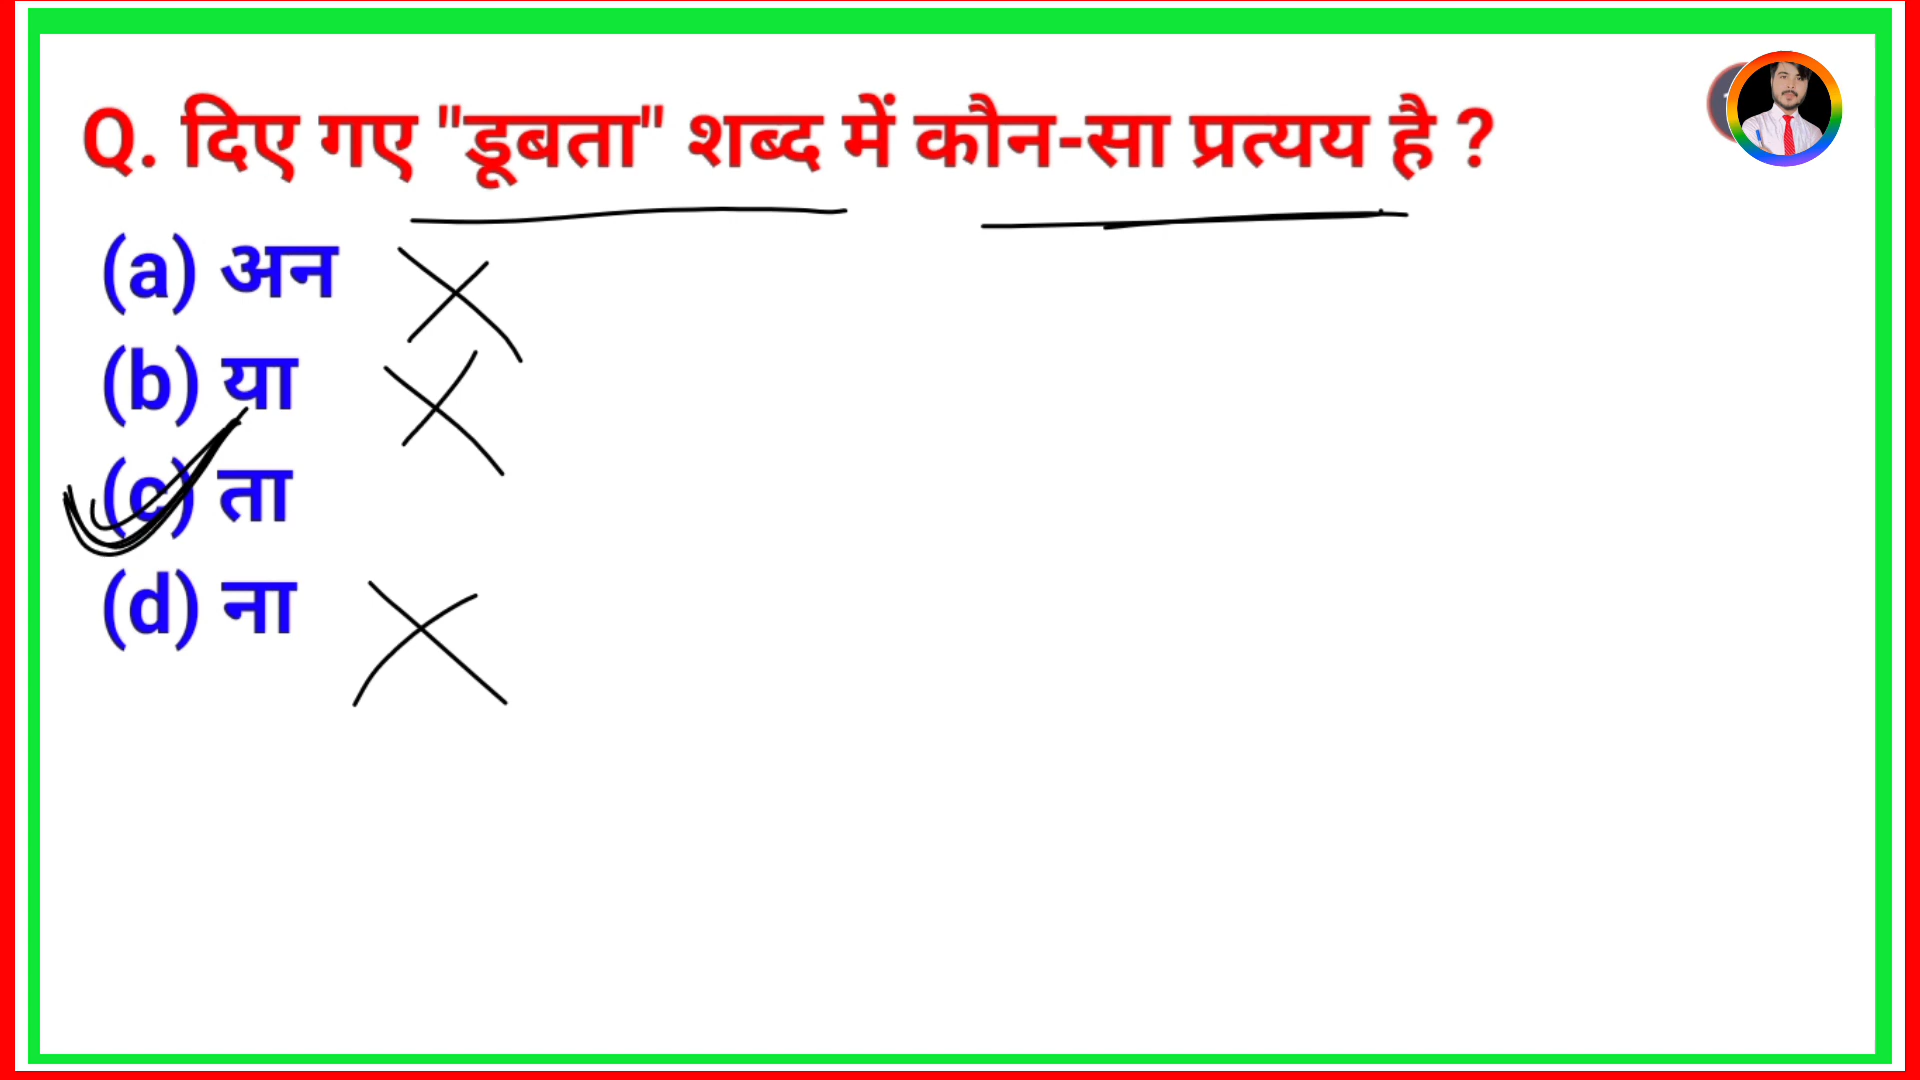 Q. दिए गए "डूबता" शब्द में कौन-सा प्रत्यय है ?
(a) अन
(b) या
(c) ता
(d) ना